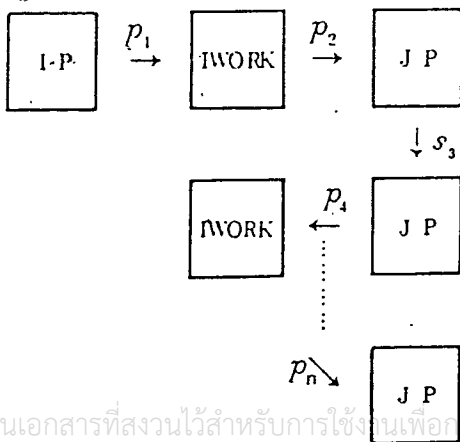 p₁ p₂
I-P → IWORK → J P
↓ s₃
p₄
IWORK ← J P
pₙ
J P
นเอกสารที่สงวนไว้สำหรับการใช้งานเพื่อก